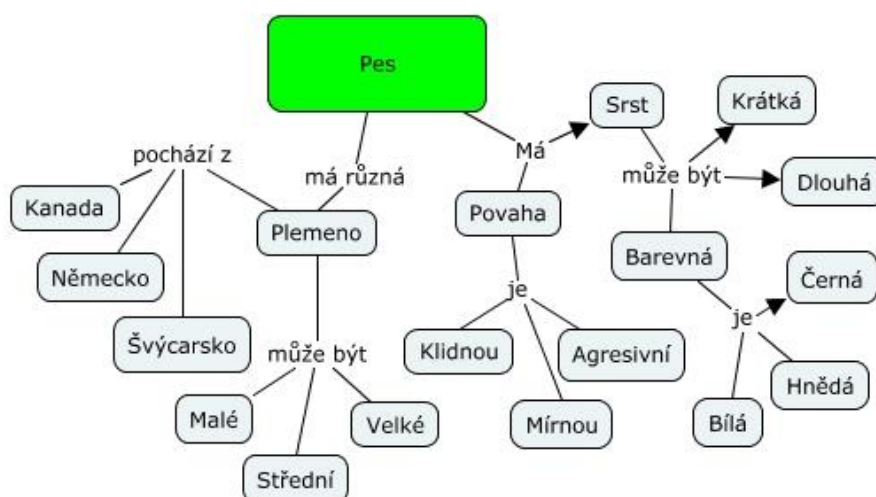 Pes
Srst
Krátká
Má
pochází z
má různá
může být
Dlouhá
Kanada
Plemeno
Povaha
Barevná
Německo
Černá
je
je
Švýcarsko
může být
Klidnou
Agresivní
Hnědá
Malé
Velké
Mírnou
Bílá
Střední